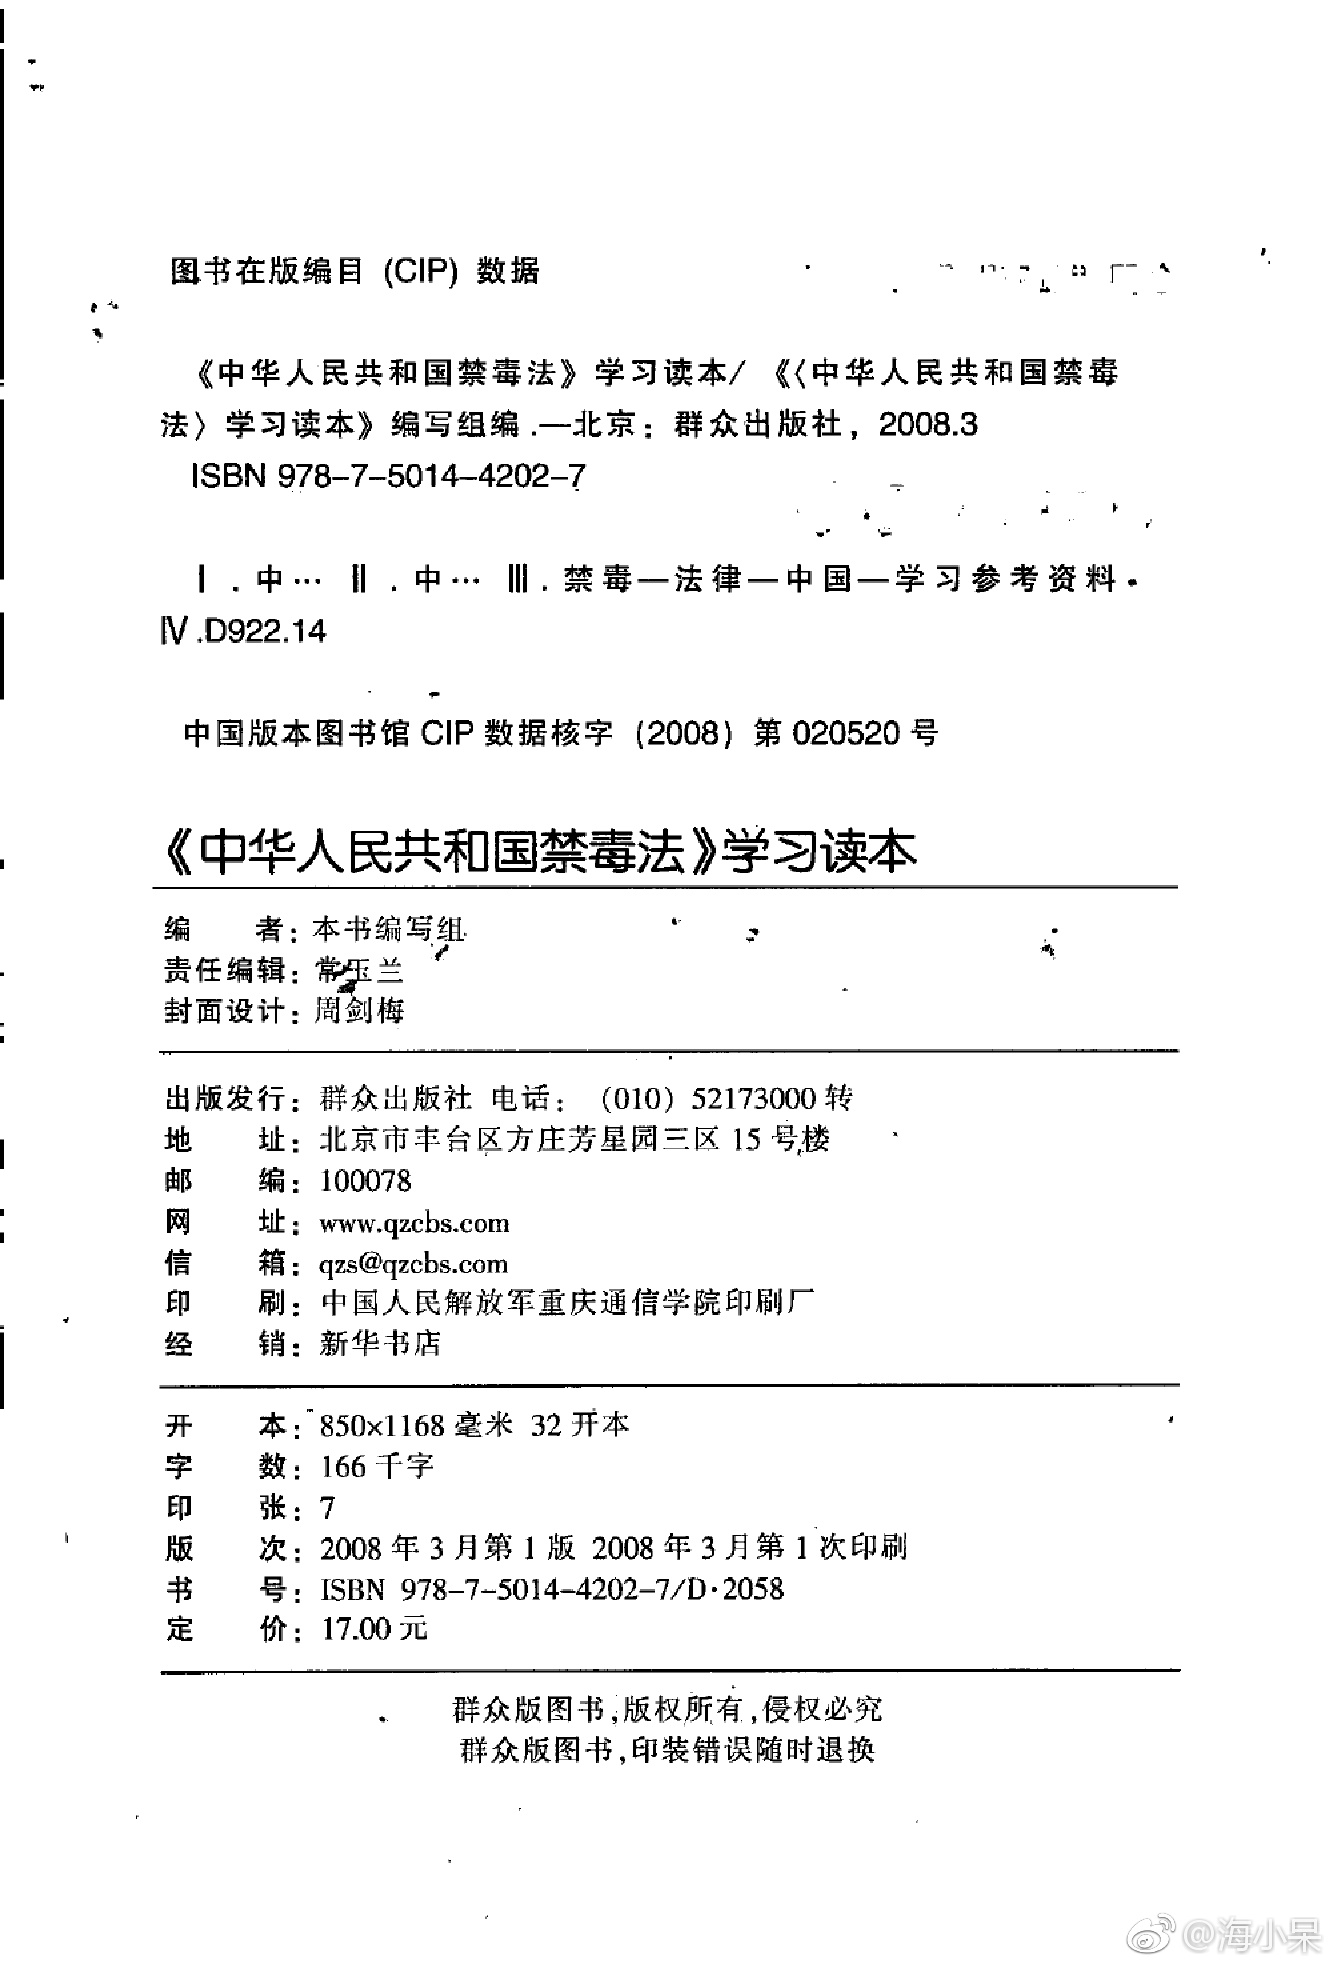 图书在版编目 (CIP) 数据
《中华人民共和国禁毒法》学习读本/ 《〈中华人民共和国禁毒
法〉学习读本》编写组编.—北京：群众出版社，2008.3
ISBN 978-7-5014-4202-7
Ⅰ.中… Ⅱ.中… Ⅲ.禁毒—法律—中国—学习参考资料
Ⅳ.D922.14
中国版本图书馆 CIP 数据核字 (2008) 第 020520 号
《中华人民共和国禁毒法》学习读本
编 者：本书编写组
责任编辑：常玉兰
封面设计：周剑梅
出版发行：群众出版社 电话：（010）52173000 转
地 址：北京市丰台区方庄芳星园三区 15 号楼
邮 编：100078
网 址：www.qzcbs.com
信 箱：qzs@qzcbs.com
印 刷：中国人民解放军重庆通信学院印刷厂
经 销：新华书店
开 本：850×1168 毫米 32 开本
字 数：166 千字
印 张：7
版 次：2008 年 3 月第 1 版 2008 年 3 月第 1 次印刷
书 号：ISBN 978-7-5014-4202-7/D·2058
定 价：17.00 元
群众版图书,版权所有,侵权必究
群众版图书,印装错误随时退换
@海小呆